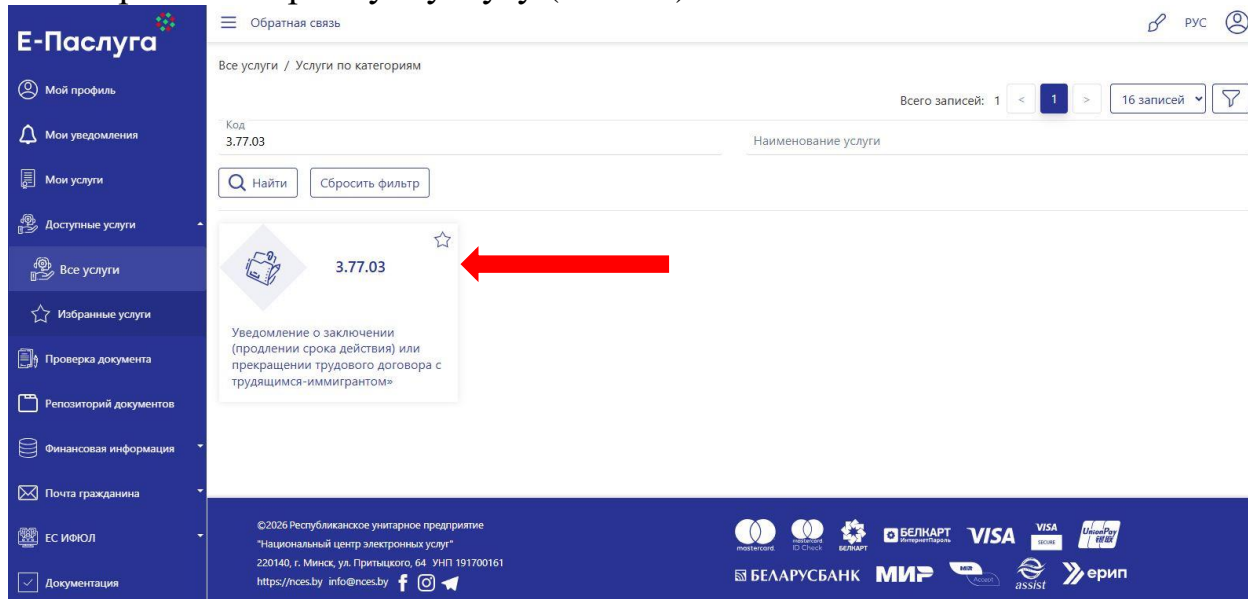 Е-Паслуга
Обратная связь
РУС
Мой профиль
Мои уведомления
Мои услуги
Доступные услуги
Все услуги
Избранные услуги
Проверка документа
Репозиторий документов
Финансовая информация
Почта гражданина
ЕС ИФЮЛ
Документация
Все услуги / Услуги по категориям
Всего записей: 1 < 1 > 16 записей
Код
3.77.03
Наименование услуги
Найти Сбросить фильтр
3.77.03
Уведомление о заключении
(продлении срока действия) или
прекращении трудового договора с
трудящимся-иммигрантом»
©2026 Республиканское унитарное предприятие
"Национальный центр электронных услуг"
220140, г. Минск, ул. Притыцкого, 64 УНП 191700161
https://nces.by info@nces.by
mastercard. mastercard ID Check БЕЛКАРТ БЕЛКАРТ ИнтернетПароль VISA VISA SECURE UnionPay 银联
БЕЛАРУСБАНК МИР MIR Accept assist ерип